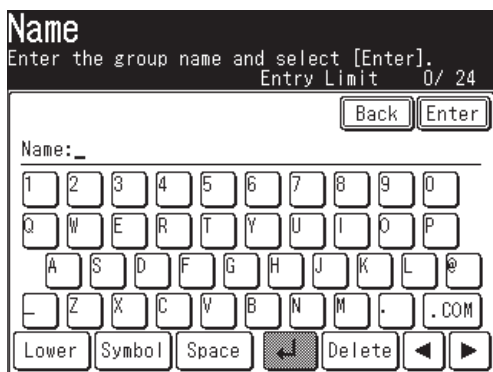 Name
Enter the group name and select [Enter].
Entry Limit 0/ 24
Back Enter
Name:_
1 2 3 4 5 6 7 8 9 0
Q W E R T Y U I O P
A S D F G H J K L @
_ Z X C V B N M . .COM
Lower Symbol Space ↵ Delete ◀ ▶